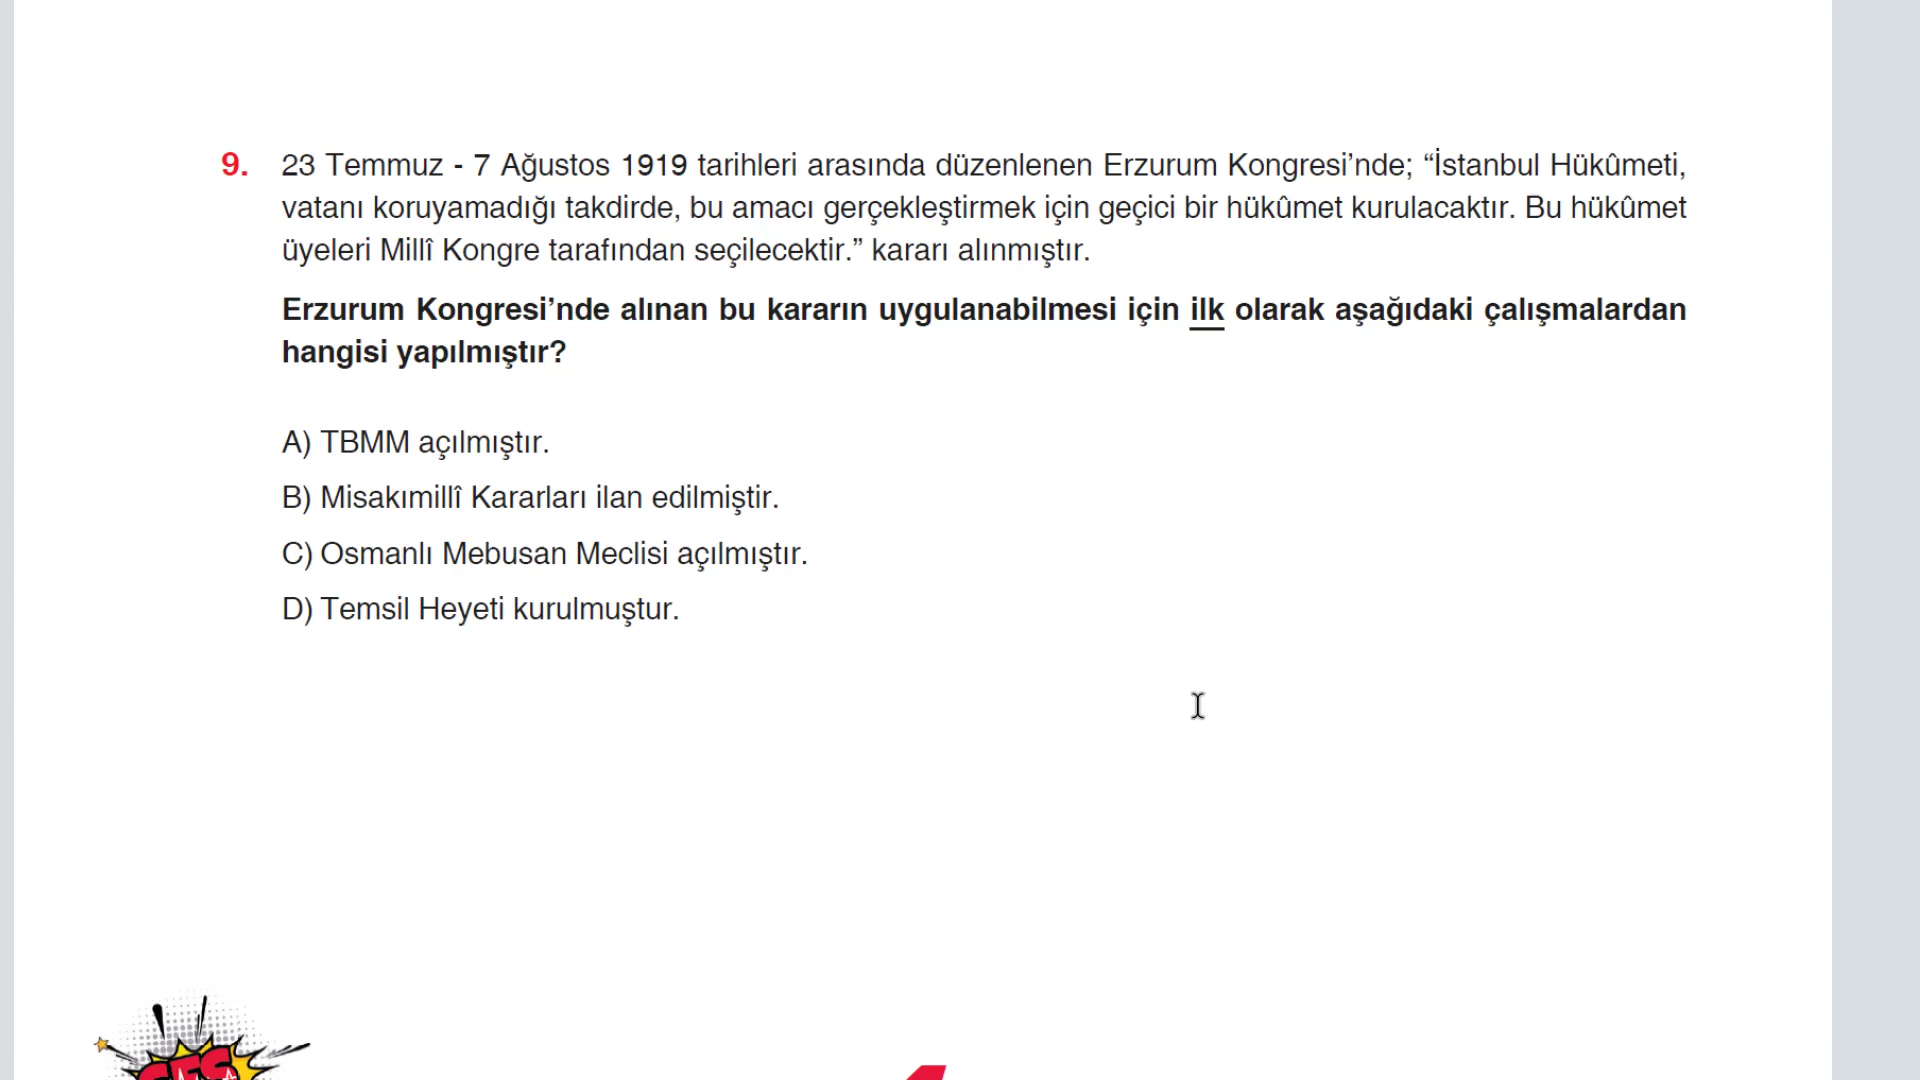 9. 23 Temmuz - 7 Ağustos 1919 tarihleri arasında düzenlenen Erzurum Kongresi’nde; “İstanbul Hükûmeti,
vatanı koruyamadığı takdirde, bu amacı gerçekleştirmek için geçici bir hükûmet kurulacaktır. Bu hükûmet
üyeleri Millî Kongre tarafından seçilecektir.” kararı alınmıştır.
Erzurum Kongresi’nde alınan bu kararın uygulanabilmesi için ilk olarak aşağıdaki çalışmalardan
hangisi yapılmıştır?
A) TBMM açılmıştır.
B) Misakımillî Kararları ilan edilmiştir.
C) Osmanlı Mebusan Meclisi açılmıştır.
D) Temsil Heyeti kurulmuştur.